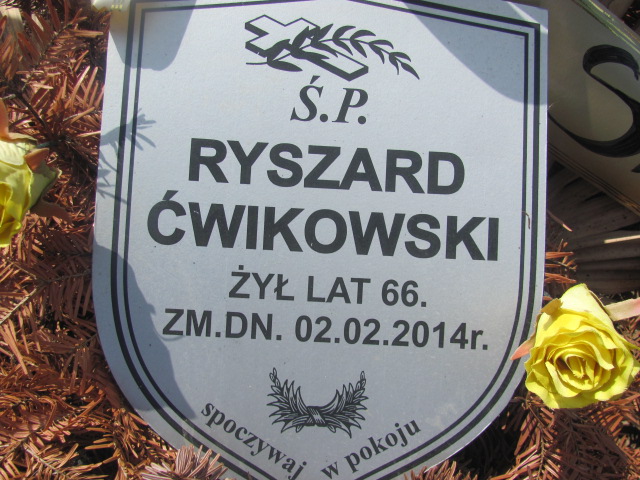 Ś.P.
RYSZARD
ĆWIKOWSKI
ŻYŁ LAT 66.
ZM.DN. 02.02.2014r.
spoczywaj w pokoju